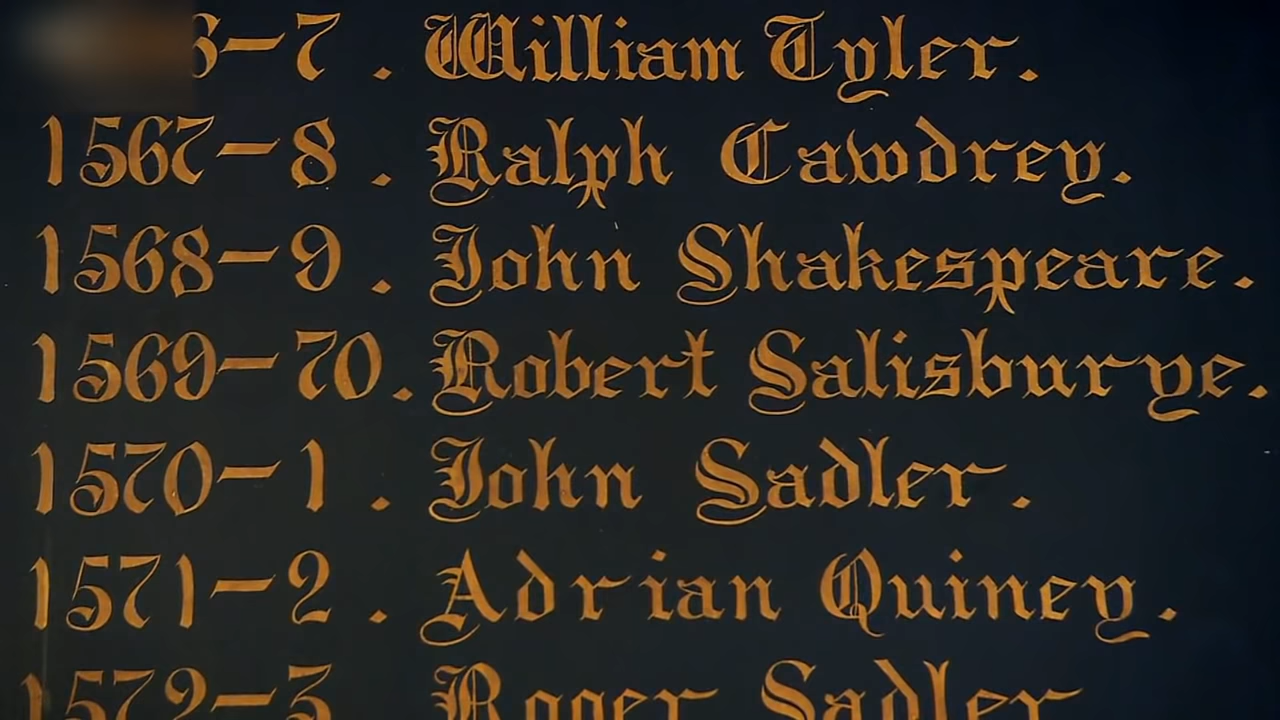 6–7 . William Tyler.
1567–8 . Ralph Cawdrey.
1568–9 . John Shakespeare.
1569–70. Robert Salisburye.
1570–1 . John Sadler.
1571–2 . Adrian Quiney.
1572–3 Roger Sadler